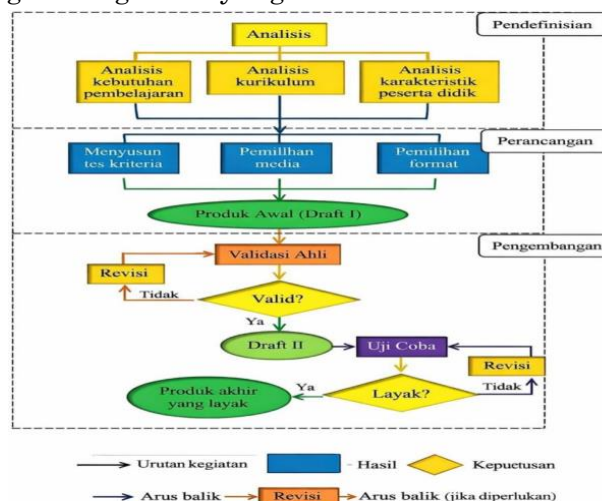 Pendefinisian
Analisis
Analisis
kebutuhan
pembelajaran
Analisis
kurikulum
Analisis
karakteristik
peserta didik
Perancangan
Menyusun
tes kriteria
Pemilihan
media
Pemilihan
format
Produk Awal (Draft I)
Pengembangan
Validasi Ahli
Revisi
Tidak
Valid?
Ya
Draft II
Uji Coba
Revisi
Produk akhir
yang layak
Ya
Layak?
Tidak
Urutan kegiatan
- Hasil
Keputusan
Arus balik
Revisi
Arus balik (jika diperlukan)